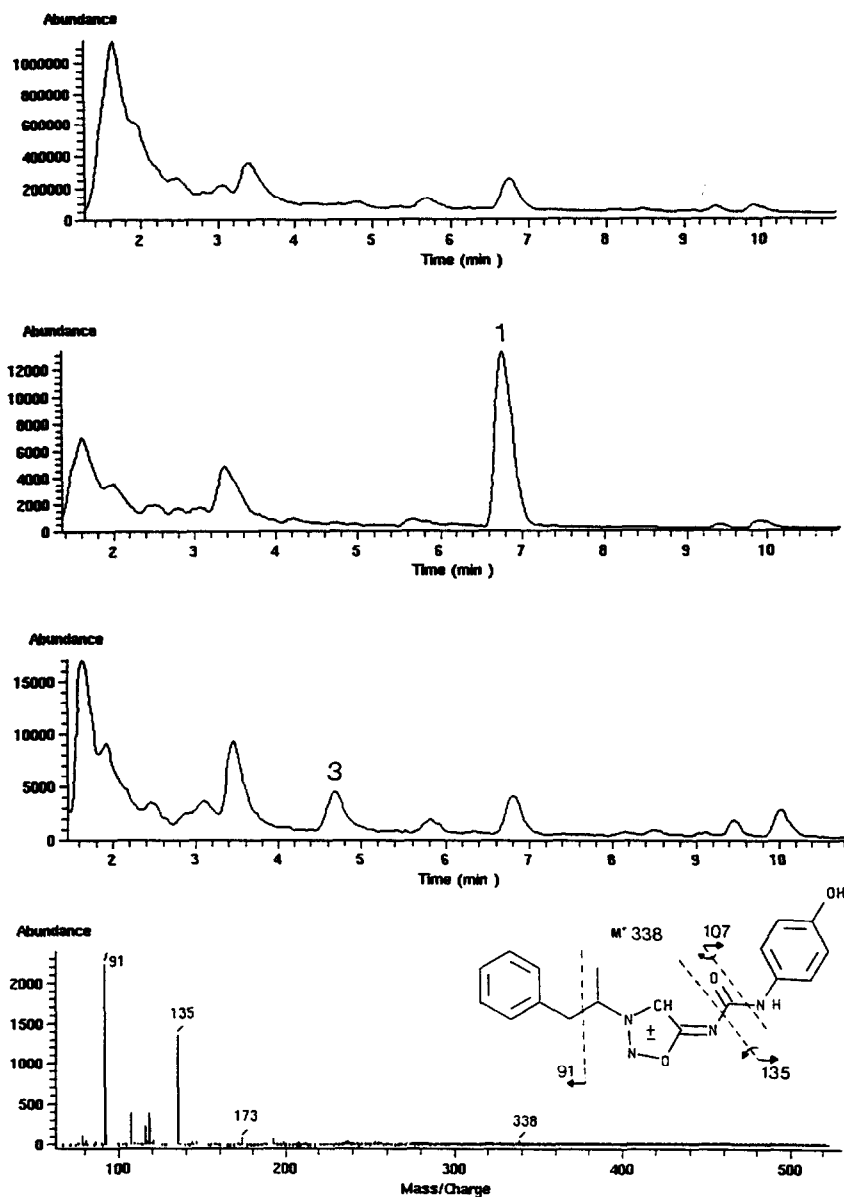 Abundance
1000000
800000
600000
400000
200000
0
2 3 4 5 6 7 8 9 10
Time (min )
Abundance
1
12000
10000
8000
6000
4000
2000
0
2 3 4 5 6 7 8 9 10
Time (min )
Abundance
15000
10000
5000
0
3
2 3 4 5 6 7 8 9 10
Time (min )
Abundance
2000
1500
1000
500
0
91
135
173
338
100 200 300 400 500
Mass/Charge
M+ 338
107
OH
O
N H
N
CH
±
N
N
O
91
135